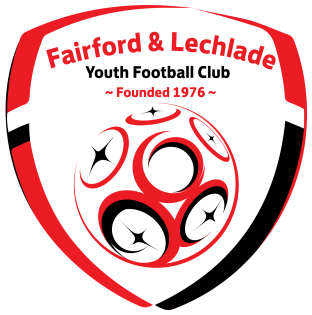 Fairford & Lechlade
Youth Football Club
~ Founded 1976 ~